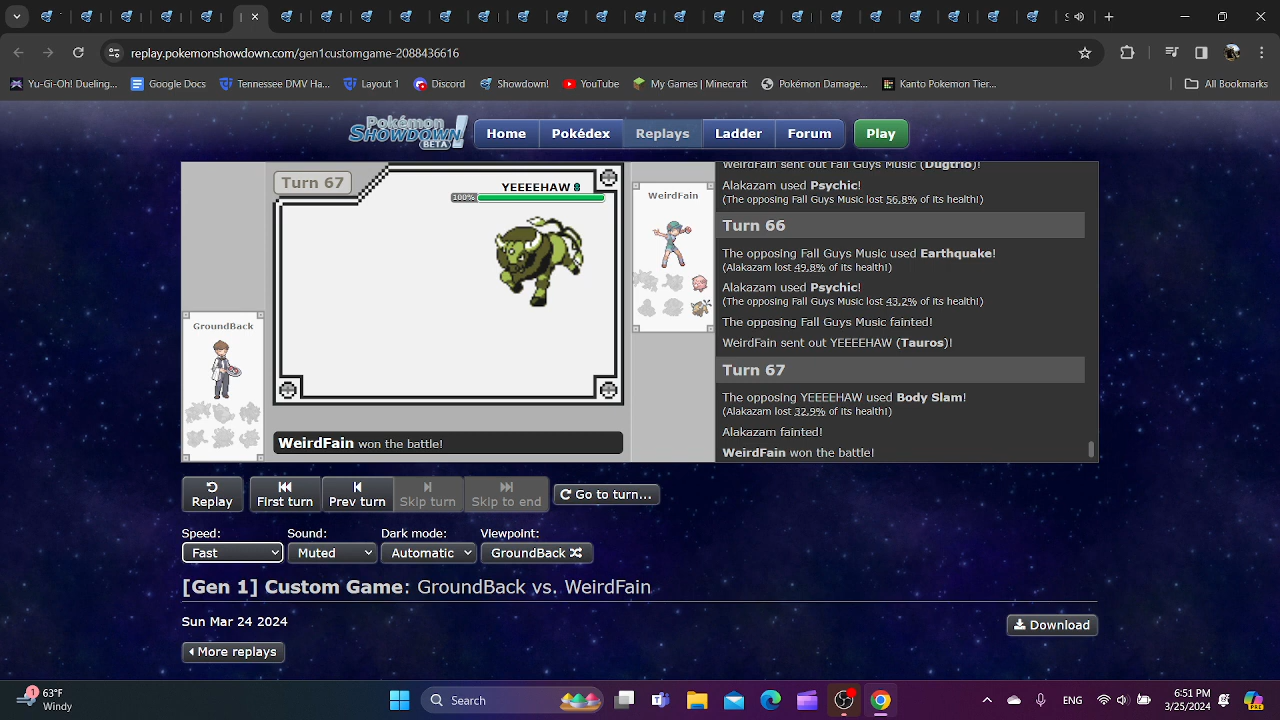 replay.pokemonshowdown.com/gen1customgame-2088436616
Yu-Gi-Oh! Dueling...
Google Docs
Tennessee DMV Ha...
Layout 1
Discord
Showdown!
YouTube
My Games | Minecraft
Pokémon Damage...
Kanto Pokemon Tier...
All Bookmarks
Pokémon
SHOWDOWN!
BETA
Home
Pokédex
Replays
Ladder
Forum
Play
Turn 67
YEEEEHAW
100%
GroundBack
WeirdFain
WeirdFain won the battle!
WeirdFain sent out Fall Guys Music (Dugtrio)!
Alakazam used Psychic!
(The opposing Fall Guys Music lost 56.8% of its health!)
Turn 66
The opposing Fall Guys Music used Earthquake!
(Alakazam lost 49.8% of its health!)
Alakazam used Psychic!
(The opposing Fall Guys Music lost 43.2% of its health!)
The opposing Fall Guys Music fainted!
WeirdFain sent out YEEEEHAW (Tauros)!
Turn 67
The opposing YEEEEHAW used Body Slam!
(Alakazam lost 32.9% of its health!)
Alakazam fainted!
WeirdFain won the battle!
Replay
First turn
Prev turn
Skip turn
Skip to end
Go to turn...
Speed:
Sound:
Dark mode:
Viewpoint:
Fast
Muted
Automatic
GroundBack
[Gen 1] Custom Game: GroundBack vs. WeirdFain
Sun Mar 24 2024
Download
More replays
1
63°F
Windy
Search
ENG
6:51 PM
3/25/2024
PRE